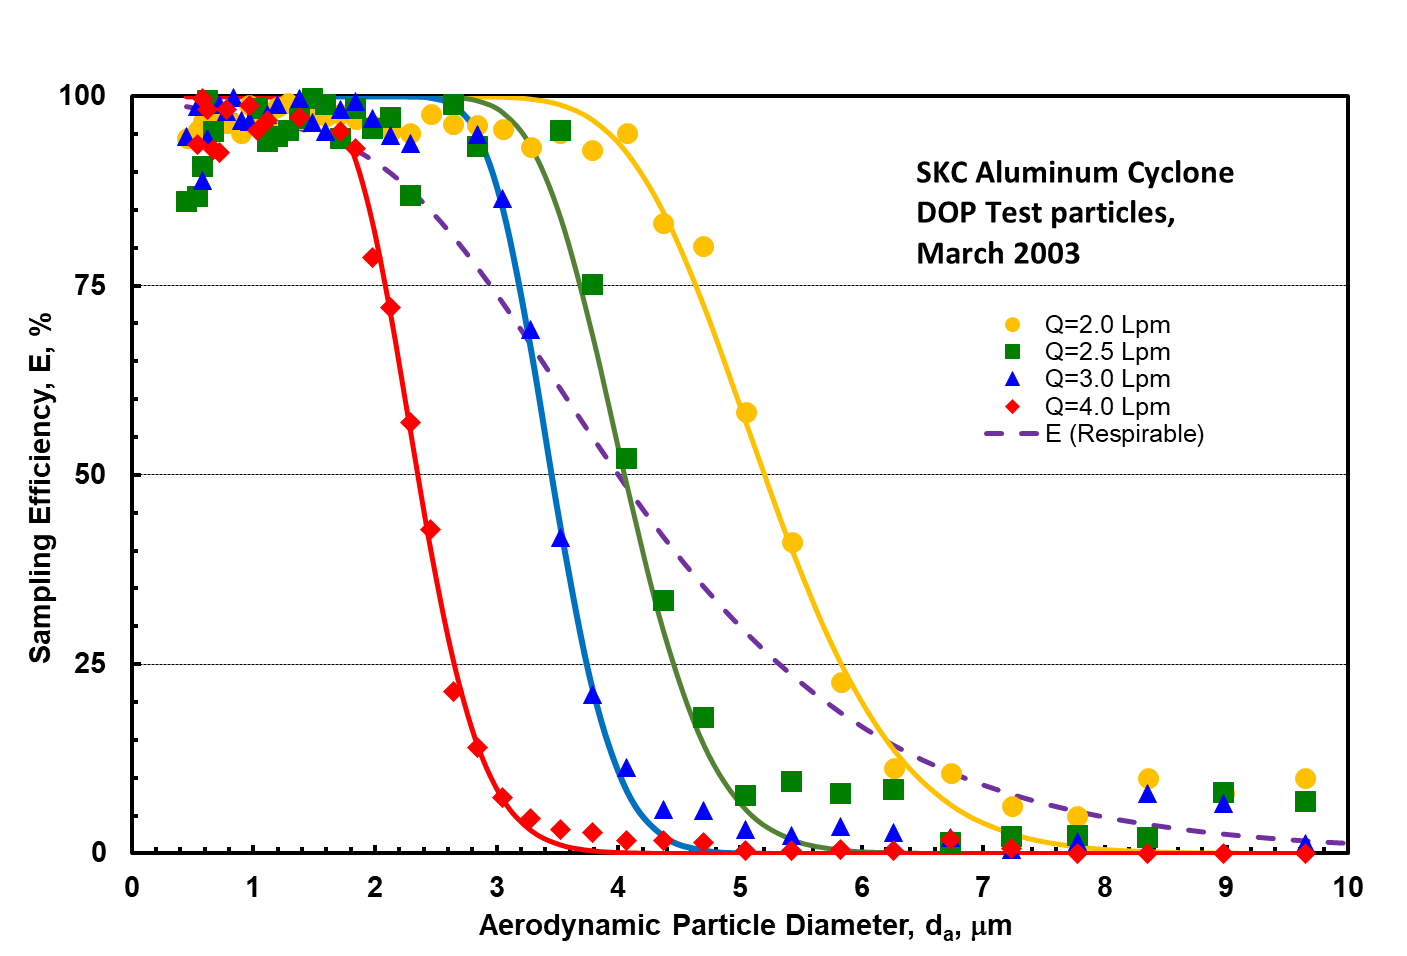 100
75
50
25
0
Sampling Efficiency, E, %
SKC Aluminum Cyclone
DOP Test particles,
March 2003
Q=2.0 Lpm
Q=2.5 Lpm
Q=3.0 Lpm
Q=4.0 Lpm
E (Respirable)
0 1 2 3 4 5 6 7 8 9 10
Aerodynamic Particle Diameter, da, μm